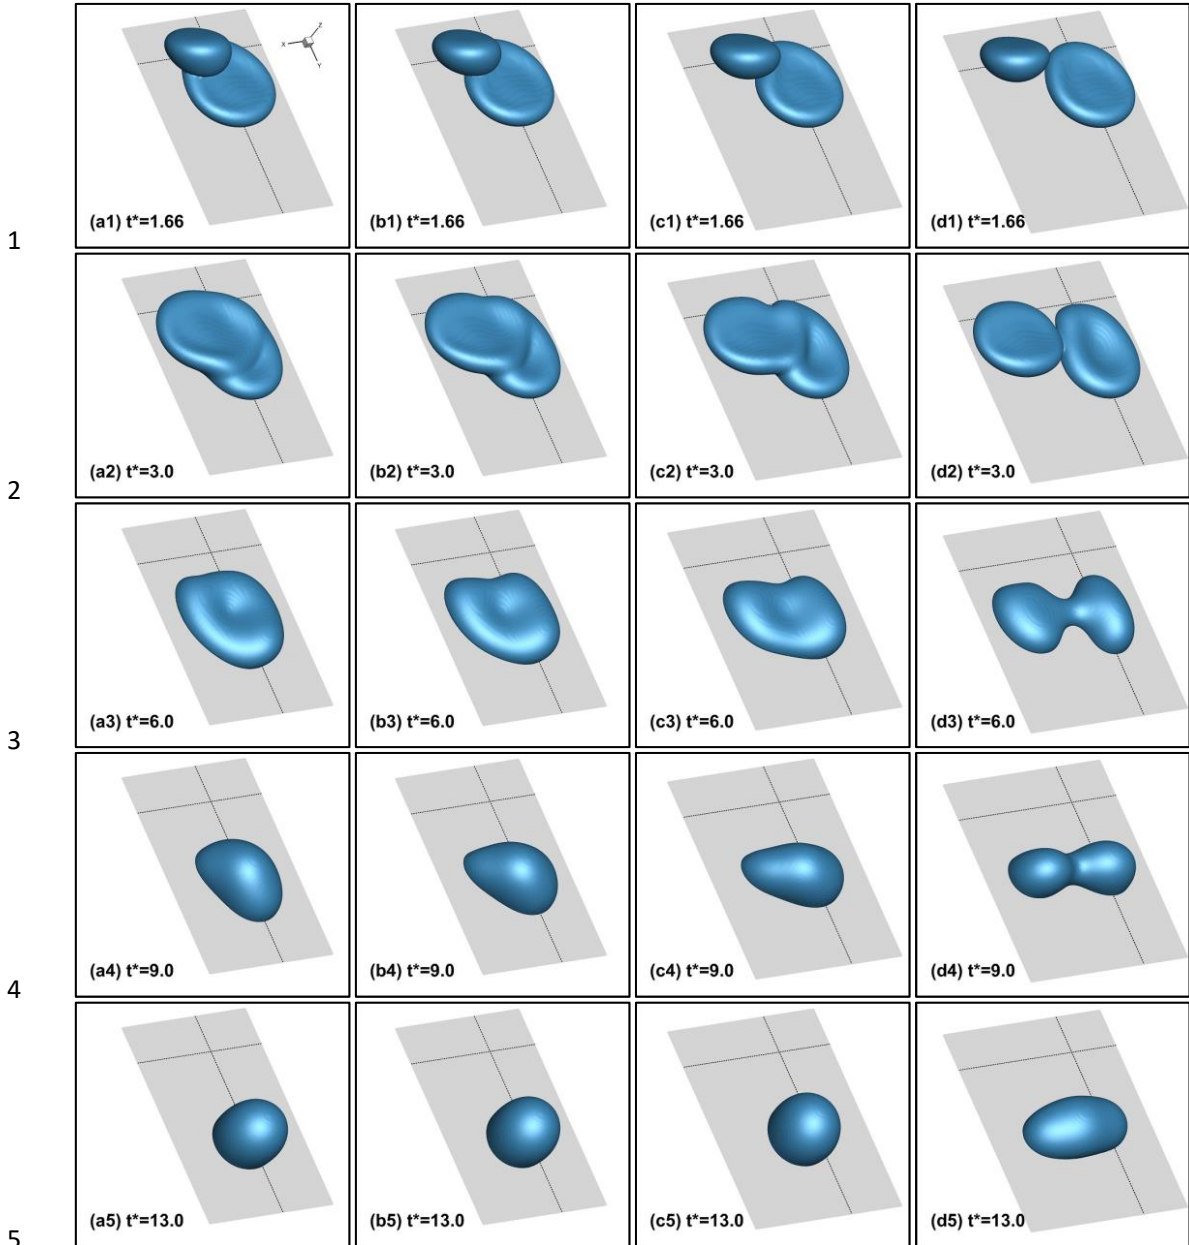 X Z Y
(a1) t*=1.66 (b1) t*=1.66 (c1) t*=1.66 (d1) t*=1.66
1
(a2) t*=3.0 (b2) t*=3.0 (c2) t*=3.0 (d2) t*=3.0
2
(a3) t*=6.0 (b3) t*=6.0 (c3) t*=6.0 (d3) t*=6.0
3
(a4) t*=9.0 (b4) t*=9.0 (c4) t*=9.0 (d4) t*=9.0
4
(a5) t*=13.0 (b5) t*=13.0 (c5) t*=13.0 (d5) t*=13.0
5